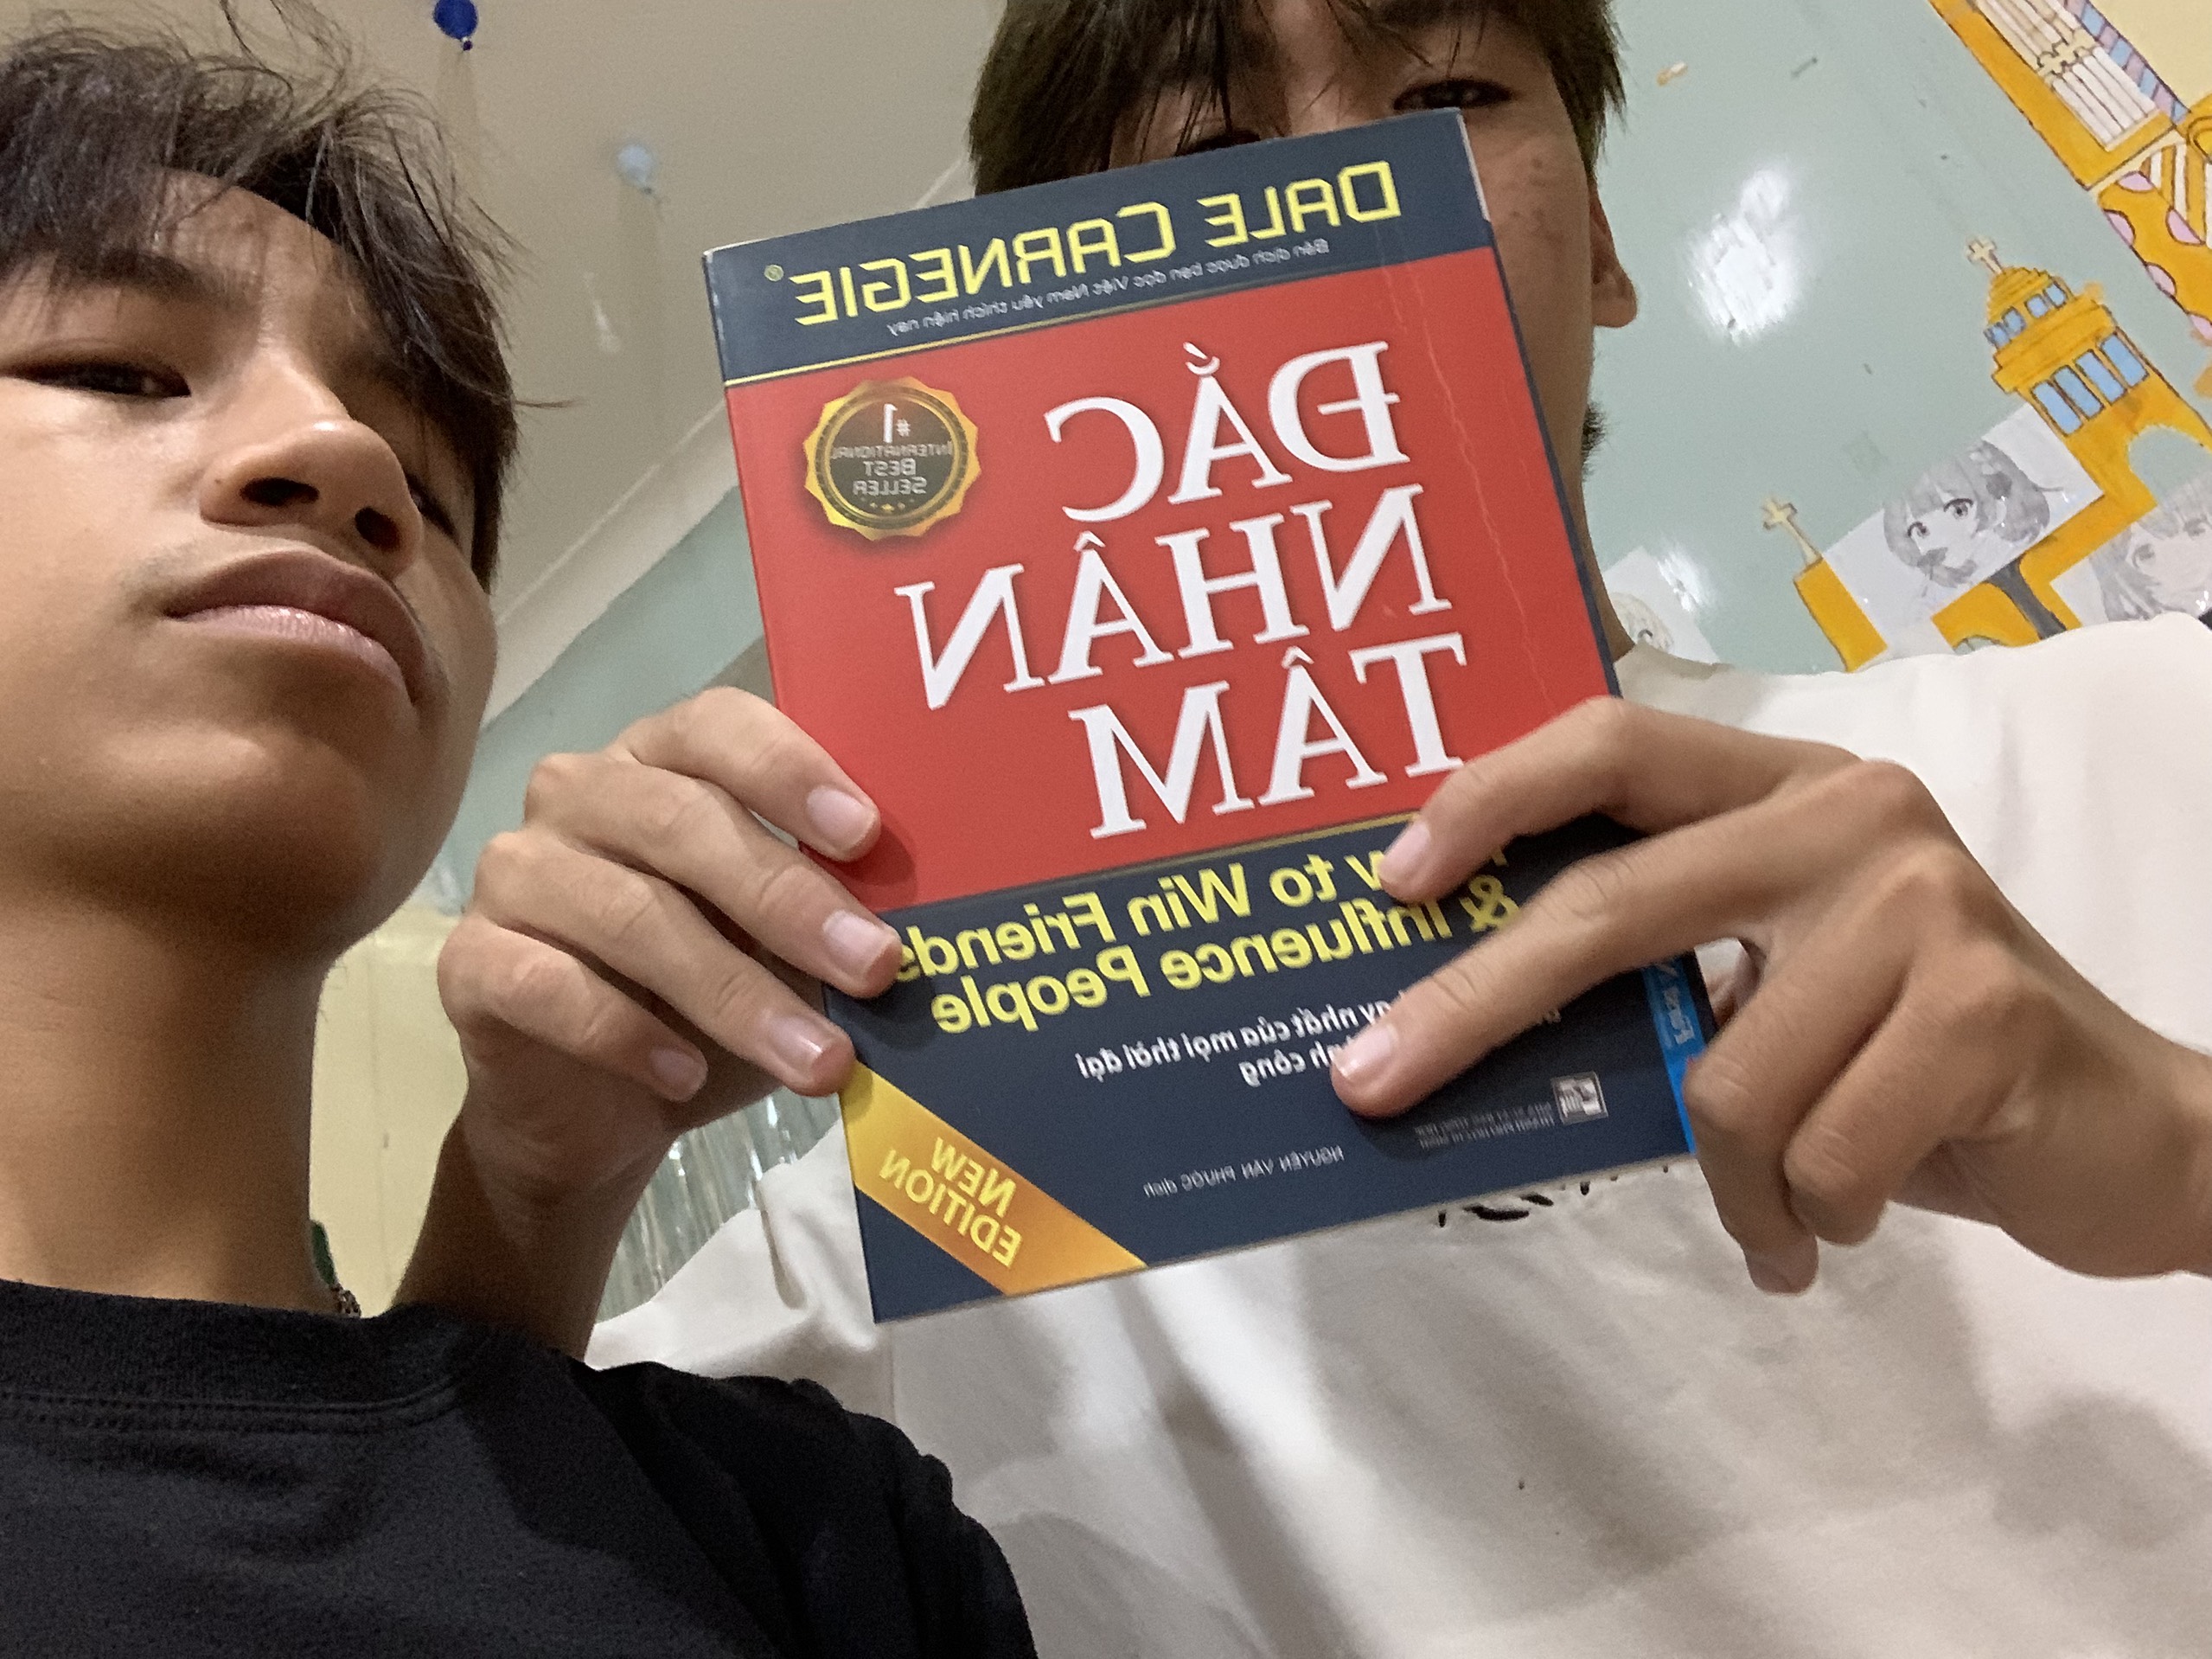 DALE CARNEGIE®
Bản dịch được bạn đọc Việt Nam yêu thích hiện nay
ĐẮC
NHÂN
TÂM
#1
INTERNATIONAL
BEST
SELLER
to Win Friends
& Influence People
nhất của mọi thời đại
công
NGUYỄN VĂN PHƯỚC dịch
NEW
EDITION
First